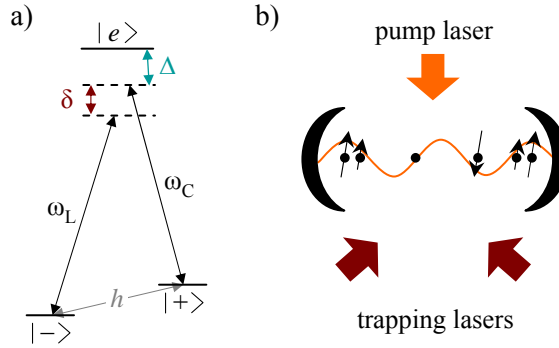 a)
| e >
Δ
δ
ω_L
ω_C
h
|+>
|−>
b)
pump laser
trapping lasers